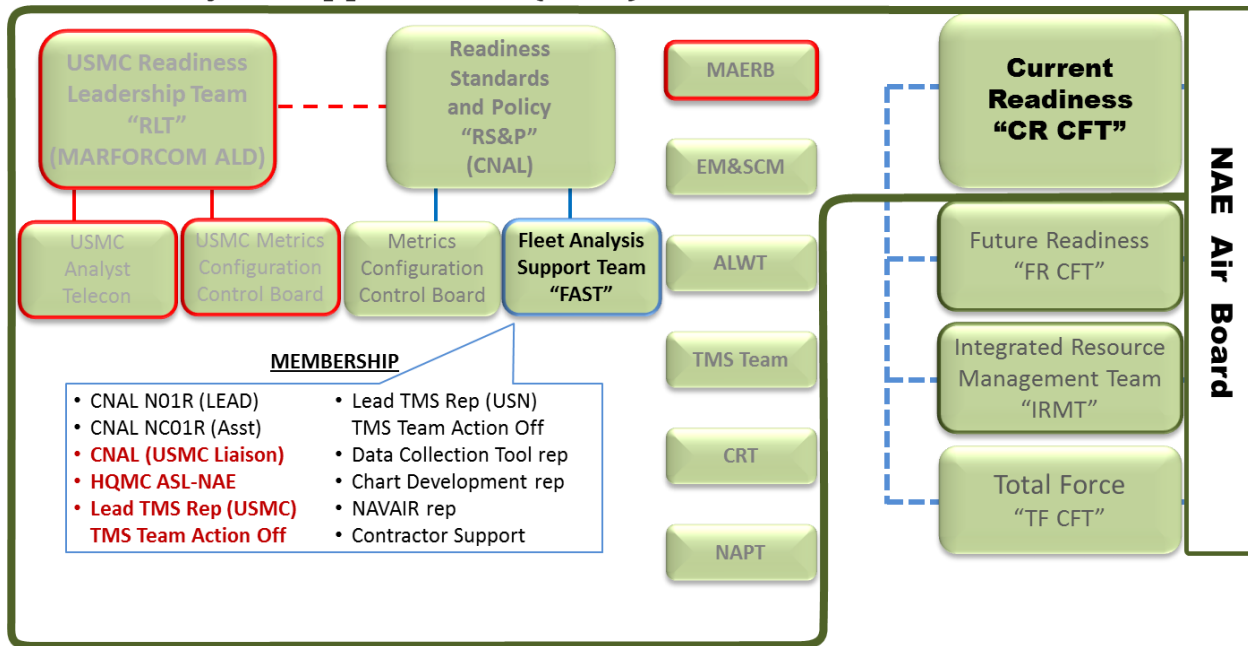 USMC Readiness
Leadership Team
“RLT”
(MARFORCOM ALD)
Readiness
Standards
and Policy
“RS&P”
(CNAL)
MAERB
Current
Readiness
“CR CFT”
EM&SCM
USMC
Analyst
Telecon
USMC Metrics
Configuration
Control Board
Metrics
Configuration
Control Board
Fleet Analysis
Support Team
“FAST”
ALWT
Future Readiness
“FR CFT”
TMS Team
Integrated Resource
Management Team
“IRMT”
CRT
Total Force
“TF CFT”
NAPT
NAE Air Board
MEMBERSHIP
• CNAL N01R (LEAD)
• CNAL NC01R (Asst)
• CNAL (USMC Liaison)
• HQMC ASL-NAE
• Lead TMS Rep (USMC)
TMS Team Action Off
• Lead TMS Rep (USN)
TMS Team Action Off
• Data Collection Tool rep
• Chart Development rep
• NAVAIR rep
• Contractor Support